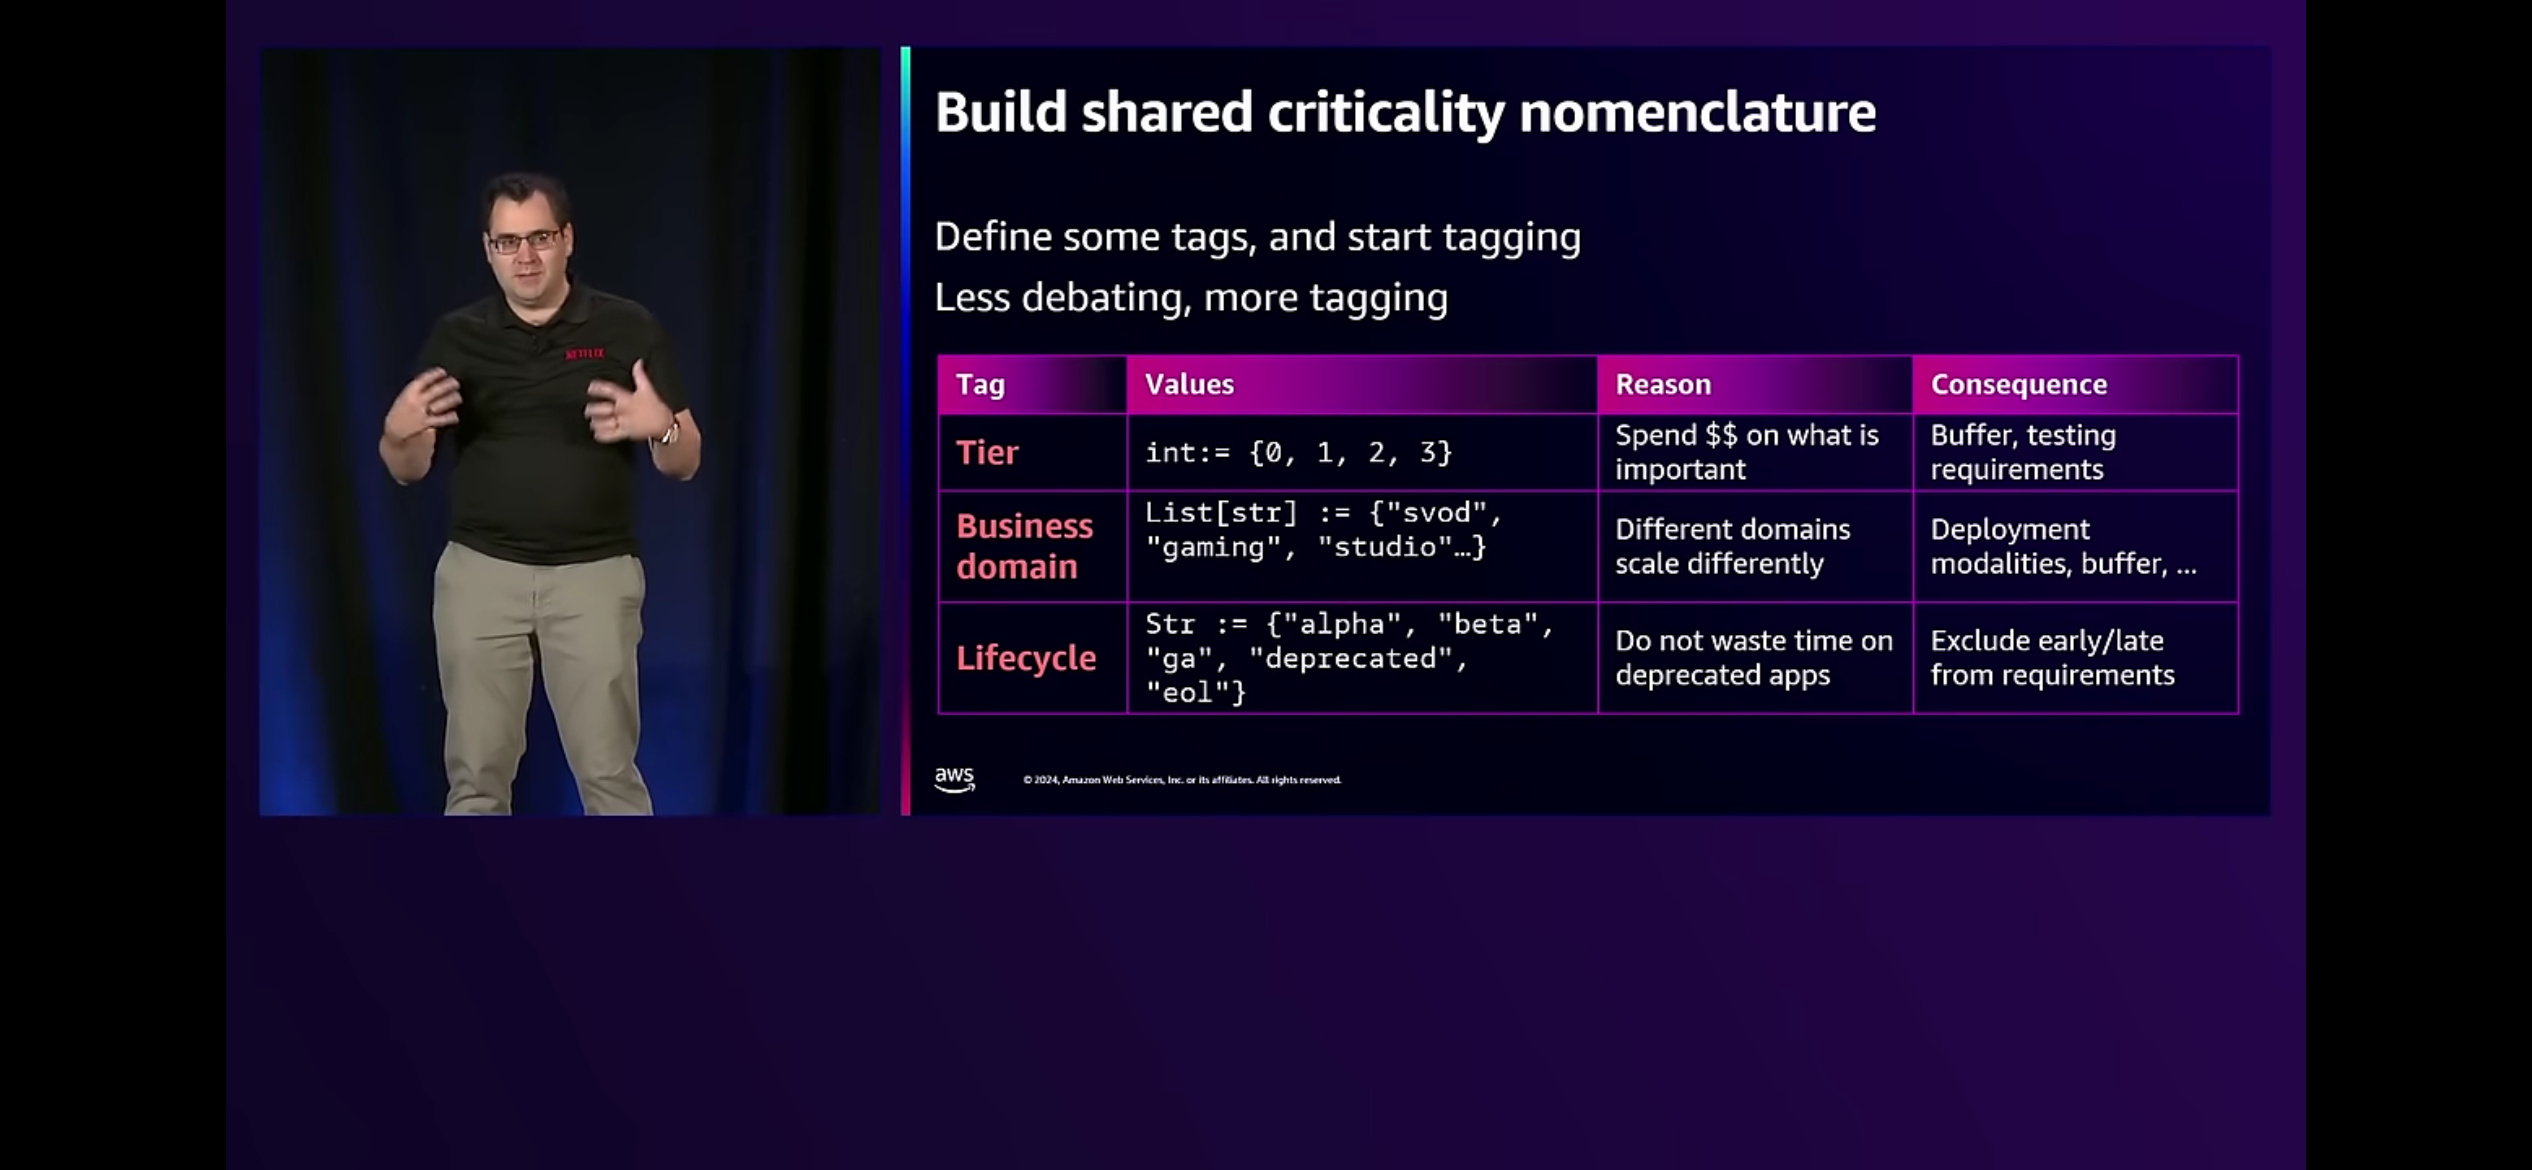 NETFLIX
Build shared criticality nomenclature
Define some tags, and start tagging
Less debating, more tagging
Tag
Values
Reason
Consequence
Tier
int:= {0, 1, 2, 3}
Spend $$ on what is
important
Buffer, testing
requirements
Business
domain
List[str] := {"svod",
"gaming", "studio"…}
Different domains
scale differently
Deployment
modalities, buffer, ...
Lifecycle
Str := {"alpha", "beta",
"ga", "deprecated",
"eol"}
Do not waste time on
deprecated apps
Exclude early/late
from requirements
aws
© 2024, Amazon Web Services, Inc. or its affiliates. All rights reserved.